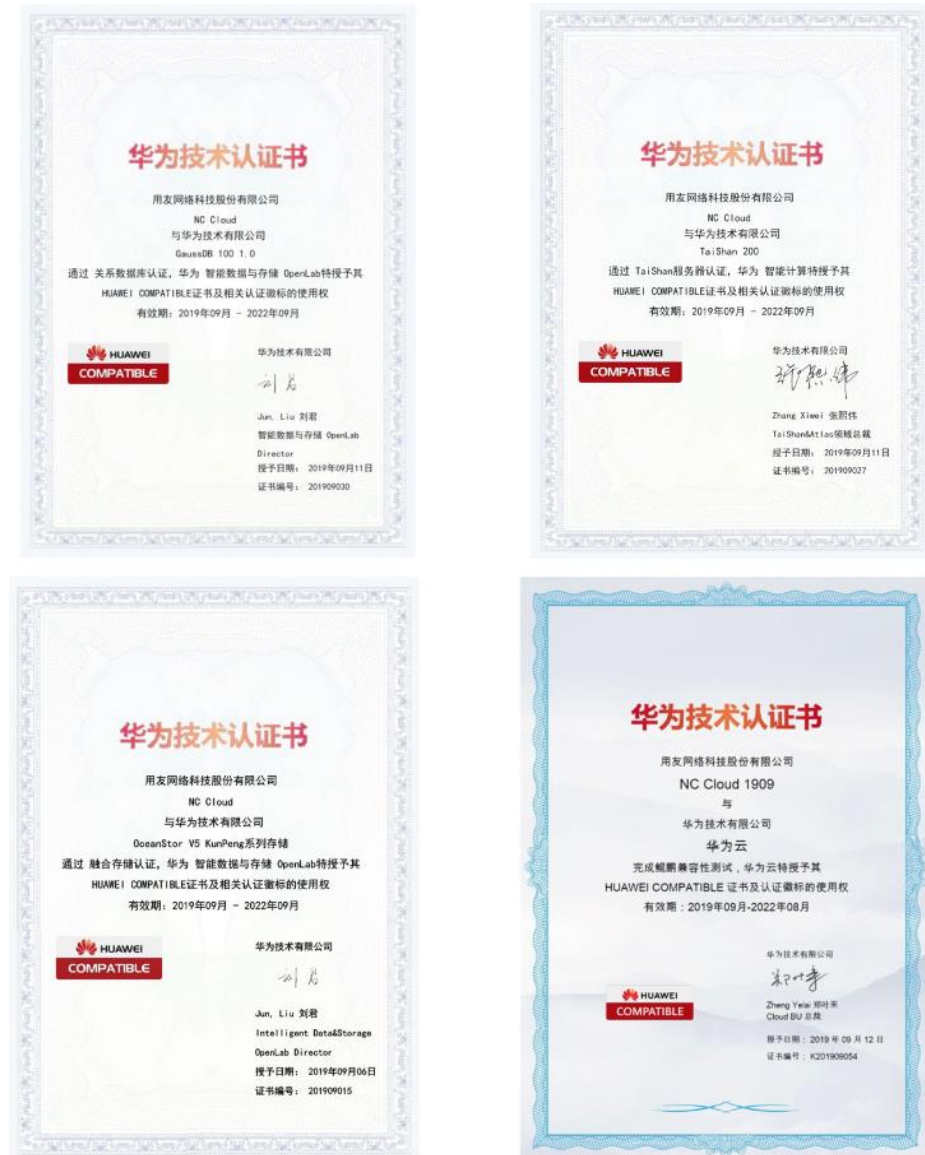 华为技术认证书
用友网络科技股份有限公司
NC Cloud
与华为技术有限公司
GaussDB 100 1.0
通过 关系数据库认证, 华为 智能数据与存储 OpenLab特授予其
HUAWEI COMPATIBLE证书及相关认证徽标的使用权
有效期: 2019年09月 - 2022年09月
HUAWEI
COMPATIBLE
华为技术有限公司
刘君
Jun, Liu 刘君
智能数据与存储 OpenLab
Director
授予日期: 2019年09月11日
证书编号: 201909030
华为技术认证书
用友网络科技股份有限公司
NC Cloud
与华为技术有限公司
TaiShan 200
通过 TaiShan服务器认证, 华为 智能计算特授予其
HUAWEI COMPATIBLE证书及相关认证徽标的使用权
有效期: 2019年09月 - 2022年09月
HUAWEI
COMPATIBLE
华为技术有限公司
Zhang Xiwei 张熙伟
TaiShan&Atlas领域总裁
授予日期: 2019年09月11日
证书编号: 201909027
华为技术认证书
用友网络科技股份有限公司
NC Cloud
与华为技术有限公司
OceanStor V5 KunPeng系列存储
通过 融合存储认证, 华为 智能数据与存储 OpenLab特授予其
HUAWEI COMPATIBLE证书及相关认证徽标的使用权
有效期: 2019年09月 - 2022年09月
HUAWEI
COMPATIBLE
华为技术有限公司
刘君
Jun, Liu 刘君
Intelligent Data&Storage
OpenLab Director
授予日期: 2019年09月06日
证书编号: 201909015
华为技术认证书
用友网络科技股份有限公司
NC Cloud 1909
与
华为技术有限公司
华为云
完成鲲鹏兼容性测试，华为云特授予其
HUAWEI COMPATIBLE 证书及认证徽标的使用权
有效期：2019年09月-2022年08月
HUAWEI
COMPATIBLE
华为技术有限公司
Zheng Yelai 郑叶来
Cloud BU 总裁
授予日期：2019 年 09 月 12 日
证书编号：K201909054